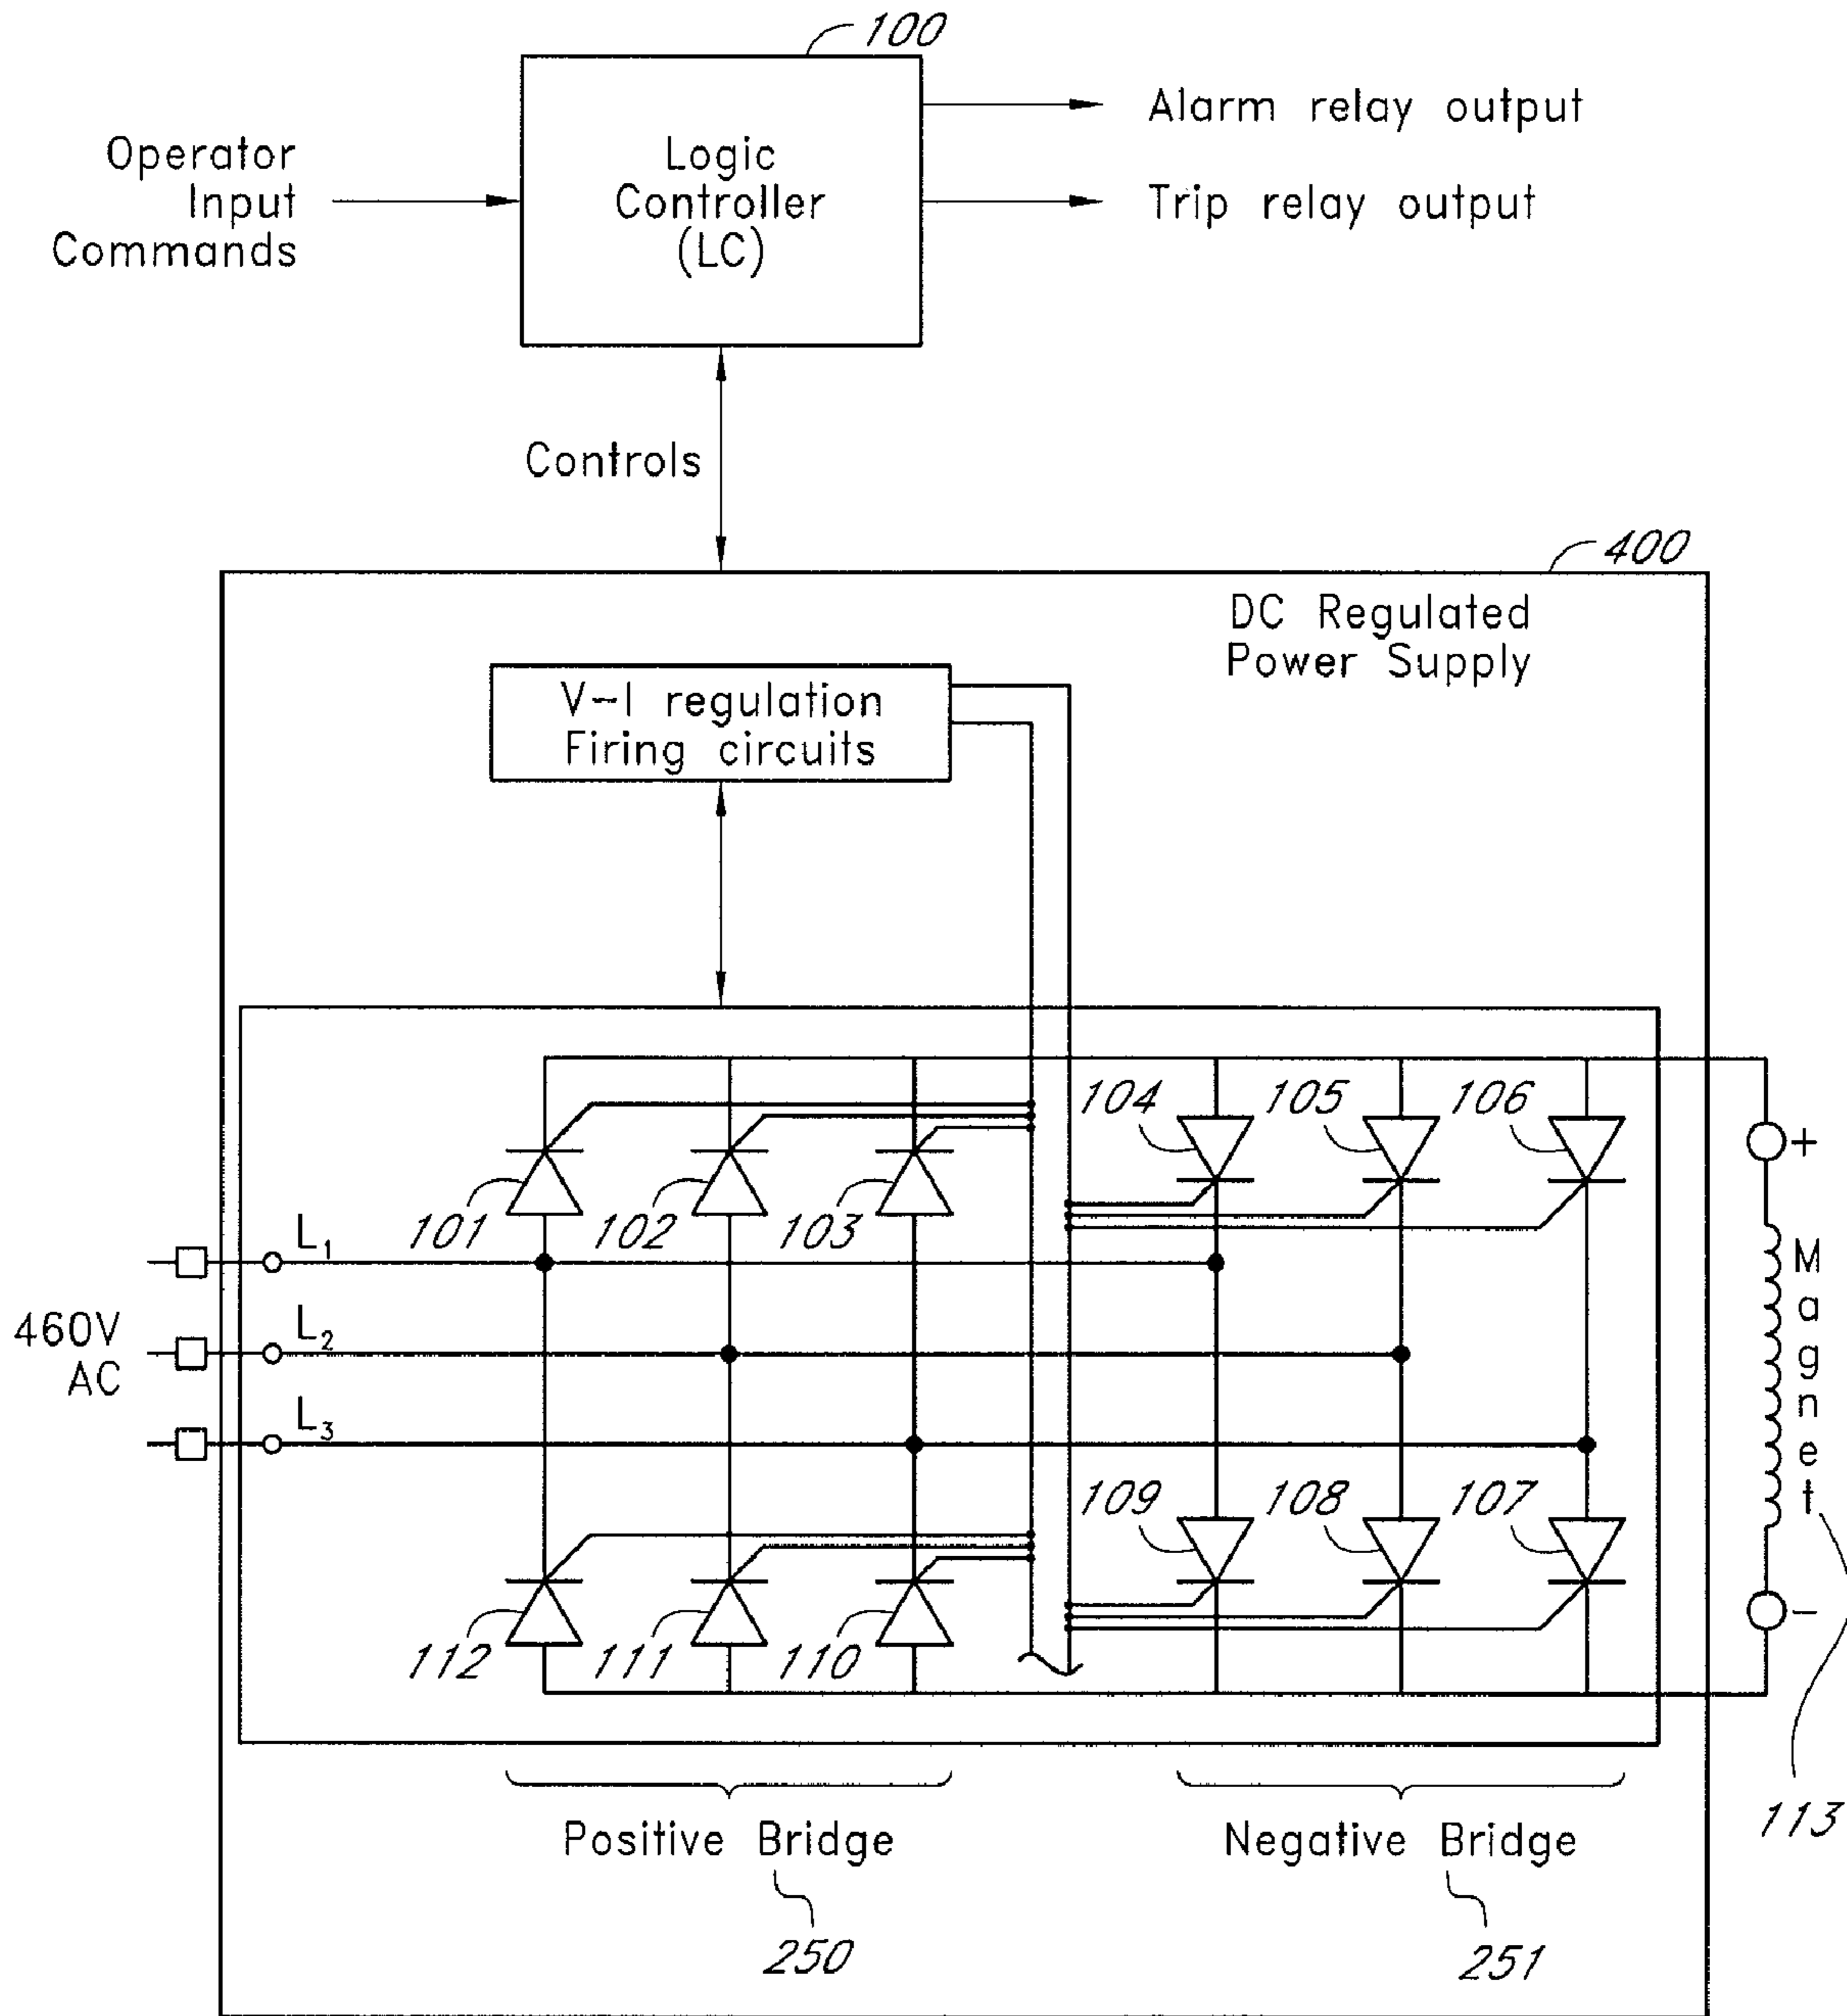 100
Alarm relay output
Operator
Input
Commands
Logic
Controller
(LC)
Trip relay output
Controls
400
DC Regulated
Power Supply
V-I regulation
Firing circuits
104
105
106
+
101
102
103
L1
460V
AC
L2
L3
Magnet
109
108
107
-
112
111
110
Positive Bridge
Negative Bridge
113
250
251